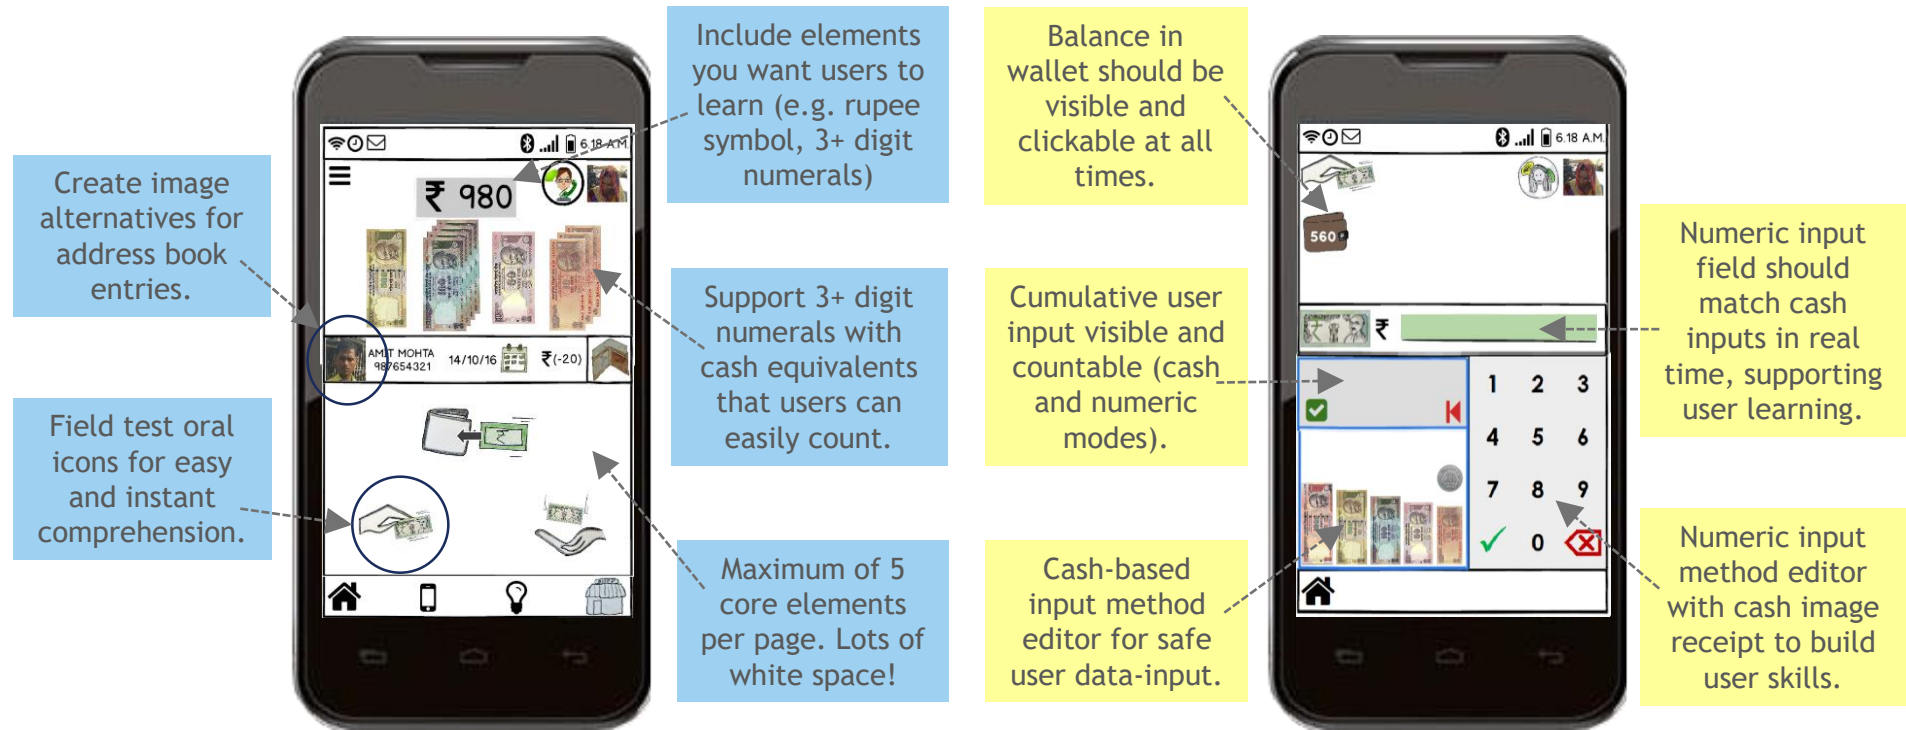 Create image
alternatives for
address book
entries.
Field test oral
icons for easy
and instant
comprehension.
6.18 A.M.
₹ 980
AMIT MOHTA
987654321
14/10/16
₹(-20)
Include elements
you want users to
learn (e.g. rupee
symbol, 3+ digit
numerals)
Support 3+ digit
numerals with
cash equivalents
that users can
easily count.
Maximum of 5
core elements
per page. Lots of
white space!
Balance in
wallet should be
visible and
clickable at all
times.
Cumulative user
input visible and
countable (cash
and numeric
modes).
Cash-based
input method
editor for safe
user data-input.
6.18 A.M.
560
₹
1 2 3
4 5 6
7 8 9
0
Numeric input
field should
match cash
inputs in real
time, supporting
user learning.
Numeric input
method editor
with cash image
receipt to build
user skills.